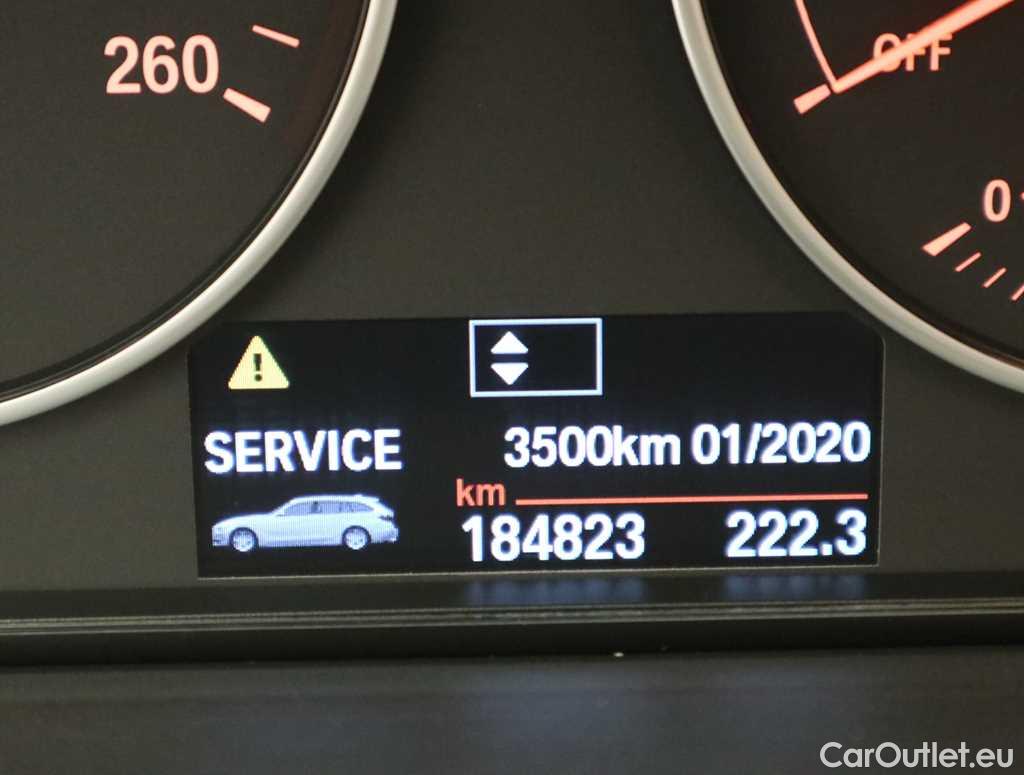 260
OFF
0
SERVICE 3500km 01/2020
km
184823 222.3
CarOutlet.eu